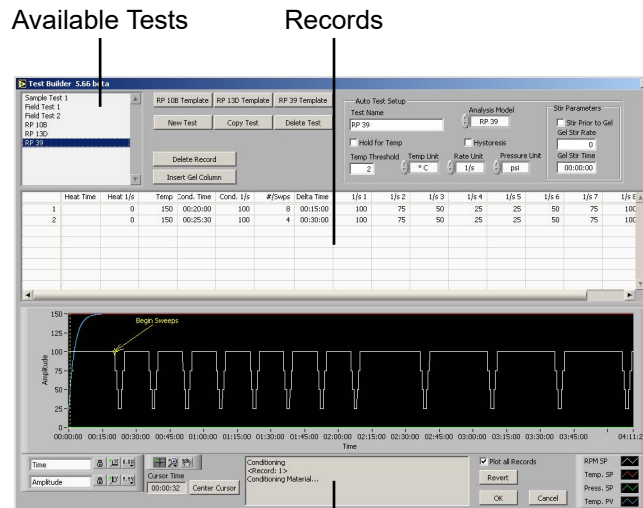 Available Tests
Records
Test Builder 5.66 beta
Sample Test 1
Field Test 1
Field Test 2
RP 10B
RP 13D
RP 39
RP 10B Template
RP 13D Template
RP 39 Template
New Test
Copy Test
Delete Test
Delete Record
Insert Gel Column
Auto Test Setup
Test Name
RP 39
Analysis Model
RP 39
Hold for Temp
Hystoresis
Temp Threshold
Temp Unit
Rate Unit
Pressure Unit
2
° C
1/s
psi
Stir Parameters
Stir Prior to Gel
Gel Stir Rate
0
Gel Stir Time
00:00:00
Heat Time Heat 1/s Temp Cond. Time Cond. 1/s #/Swps Delta Time 1/s 1 1/s 2 1/s 3 1/s 4 1/s 5 1/s 6 1/s 7 1/s 8
1 0 150 00:20:00 100 8 00:15:00 100 75 50 25 25 50 75 100
2 0 150 00:25:30 100 4 00:30:00 100 75 50 25 25 50 75 100
Amplitude
150
125
100
75
50
25
0
Begin Sweeps
00:00:00 00:15:00 00:30:00 00:45:00 01:00:00 01:15:00 01:30:00 01:45:00 02:00:00 02:15:00 02:30:00 02:45:00 03:00:00 03:15:00 03:30:00 03:45:00 04:11:2
Time
Time
Amplitude
Cursor Time
00:00:32
Center Cursor
Conditioning
<Record: 1>
Conditioning Material...
Plot all Records
Revert
OK
Cancel
RPM SP
Temp. SP
Press. SP
Temp. PV